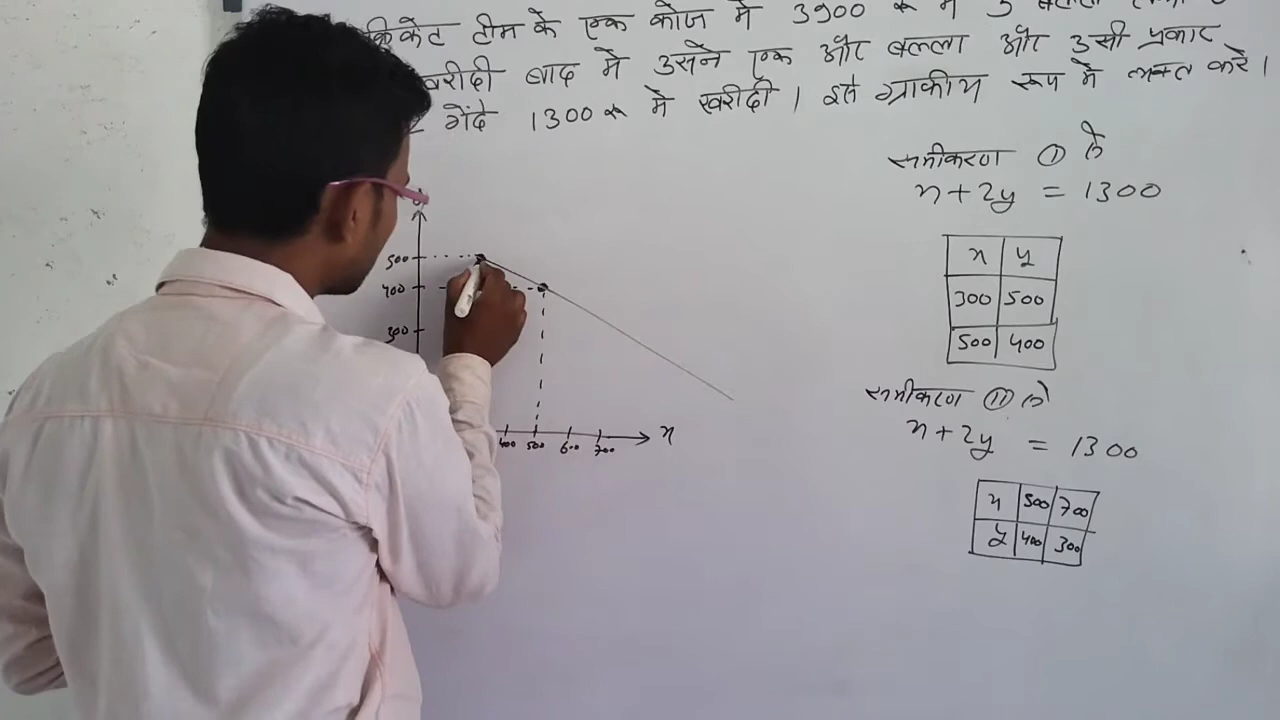 क्रिकेट टीम के एक कोच ने 3900 रू में 3 बल्ला
खरीदी बाद में उसने एक और बल्ला और उसी प्रकार
गेंदे 1300 रू में खरीदी । इसे ग्राफीय रूप में व्यक्त करें ।
समीकरण ① से
x + 2y = 1300
x y
300 500
500 400
समीकरण ⑪ से
x + 2y = 1300
x 500 700
y 400 300
500
400
300
400 500 600 700
x